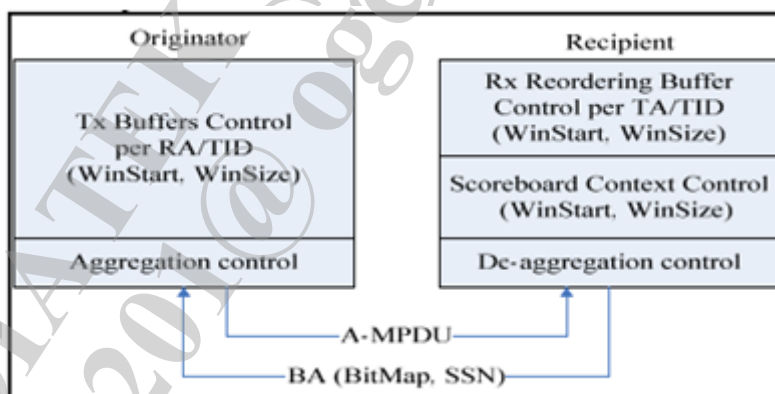 Originator
Tx Buffers Control
per RA/TID
(WinStart, WinSize)
Aggregation control
Recipient
Rx Reordering Buffer
Control per TA/TID
(WinStart, WinSize)
Scoreboard Context Control
(WinStart, WinSize)
De-aggregation control
A-MPDU
BA (BitMap, SSN)